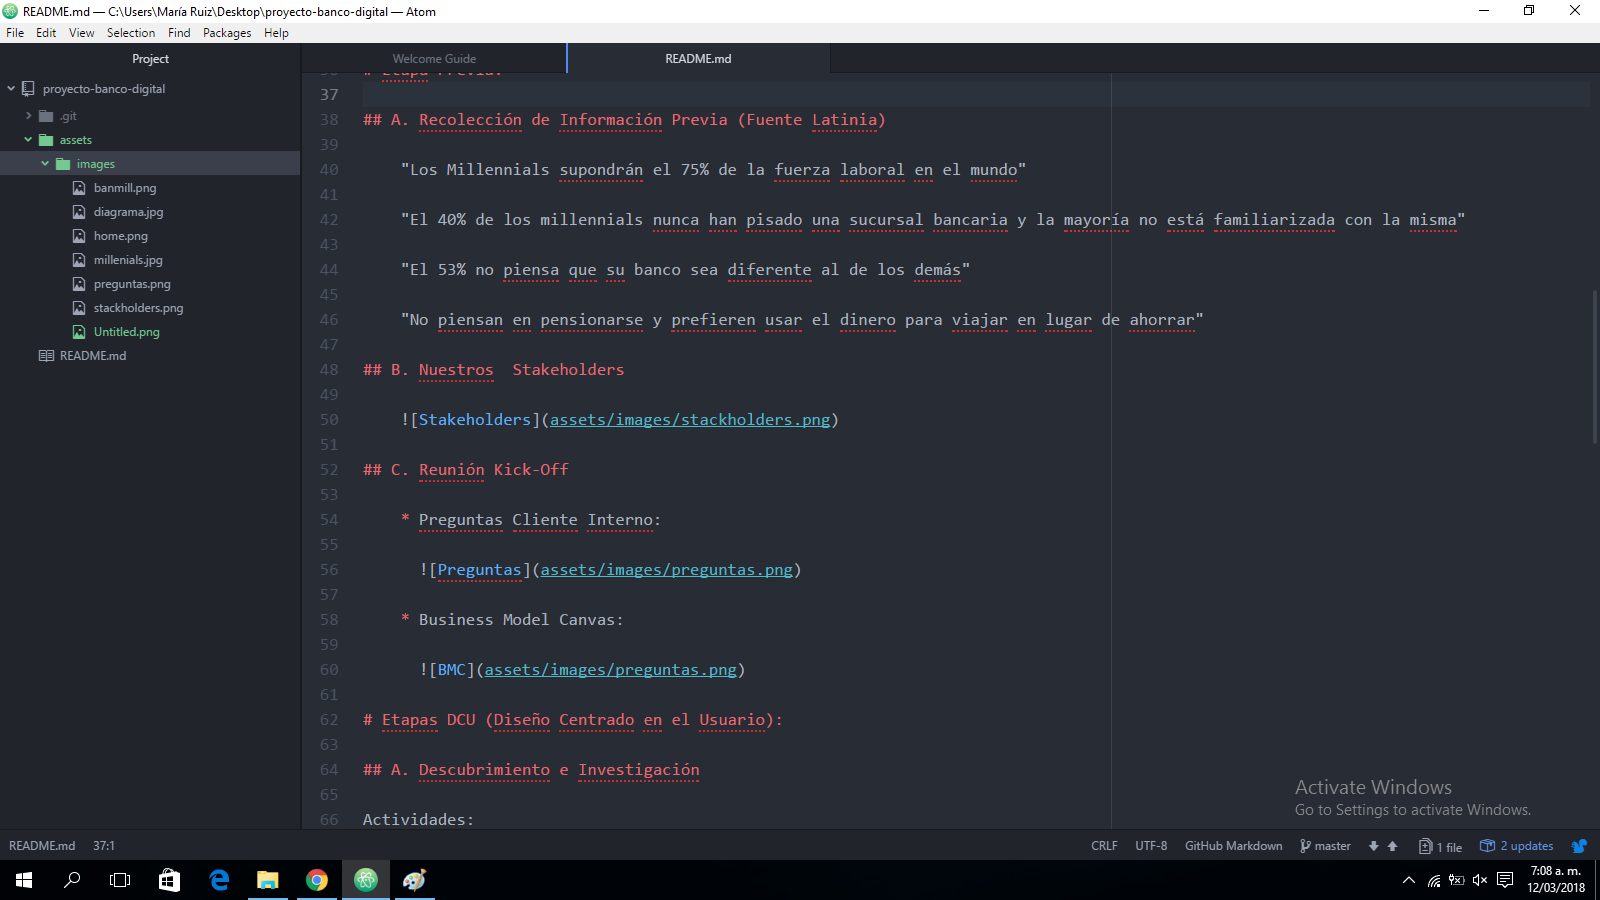 README.md — C:\Users\María Ruiz\Desktop\proyecto-banco-digital — Atom
File Edit View Selection Find Packages Help
Project
Welcome Guide
README.md
proyecto-banco-digital
.git
assets
images
banmill.png
diagrama.jpg
home.png
millenials.jpg
preguntas.png
stackholders.png
Untitled.png
README.md
36 # Etapa Previa:
37
38 ## A. Recolección de Información Previa (Fuente Latinia)
39
40 "Los Millennials supondrán el 75% de la fuerza laboral en el mundo"
41
42 "El 40% de los millennials nunca han pisado una sucursal bancaria y la mayoría no está familiarizada con la misma"
43
44 "El 53% no piensa que su banco sea diferente al de los demás"
45
46 "No piensan en pensionarse y prefieren usar el dinero para viajar en lugar de ahorrar"
47
48 ## B. Nuestros  Stakeholders
49
50 ![Stakeholders](assets/images/stackholders.png)
51
52 ## C. Reunión Kick-Off
53
54 * Preguntas Cliente Interno:
55
56 ![Preguntas](assets/images/preguntas.png)
57
58 * Business Model Canvas:
59
60 ![BMC](assets/images/preguntas.png)
61
62 # Etapas DCU (Diseño Centrado en el Usuario):
63
64 ## A. Descubrimiento e Investigación
65
66 Actividades:
Activate Windows
Go to Settings to activate Windows.
README.md 37:1
CRLF UTF-8 GitHub Markdown master 1 file 2 updates
7:08 a. m.
12/03/2018